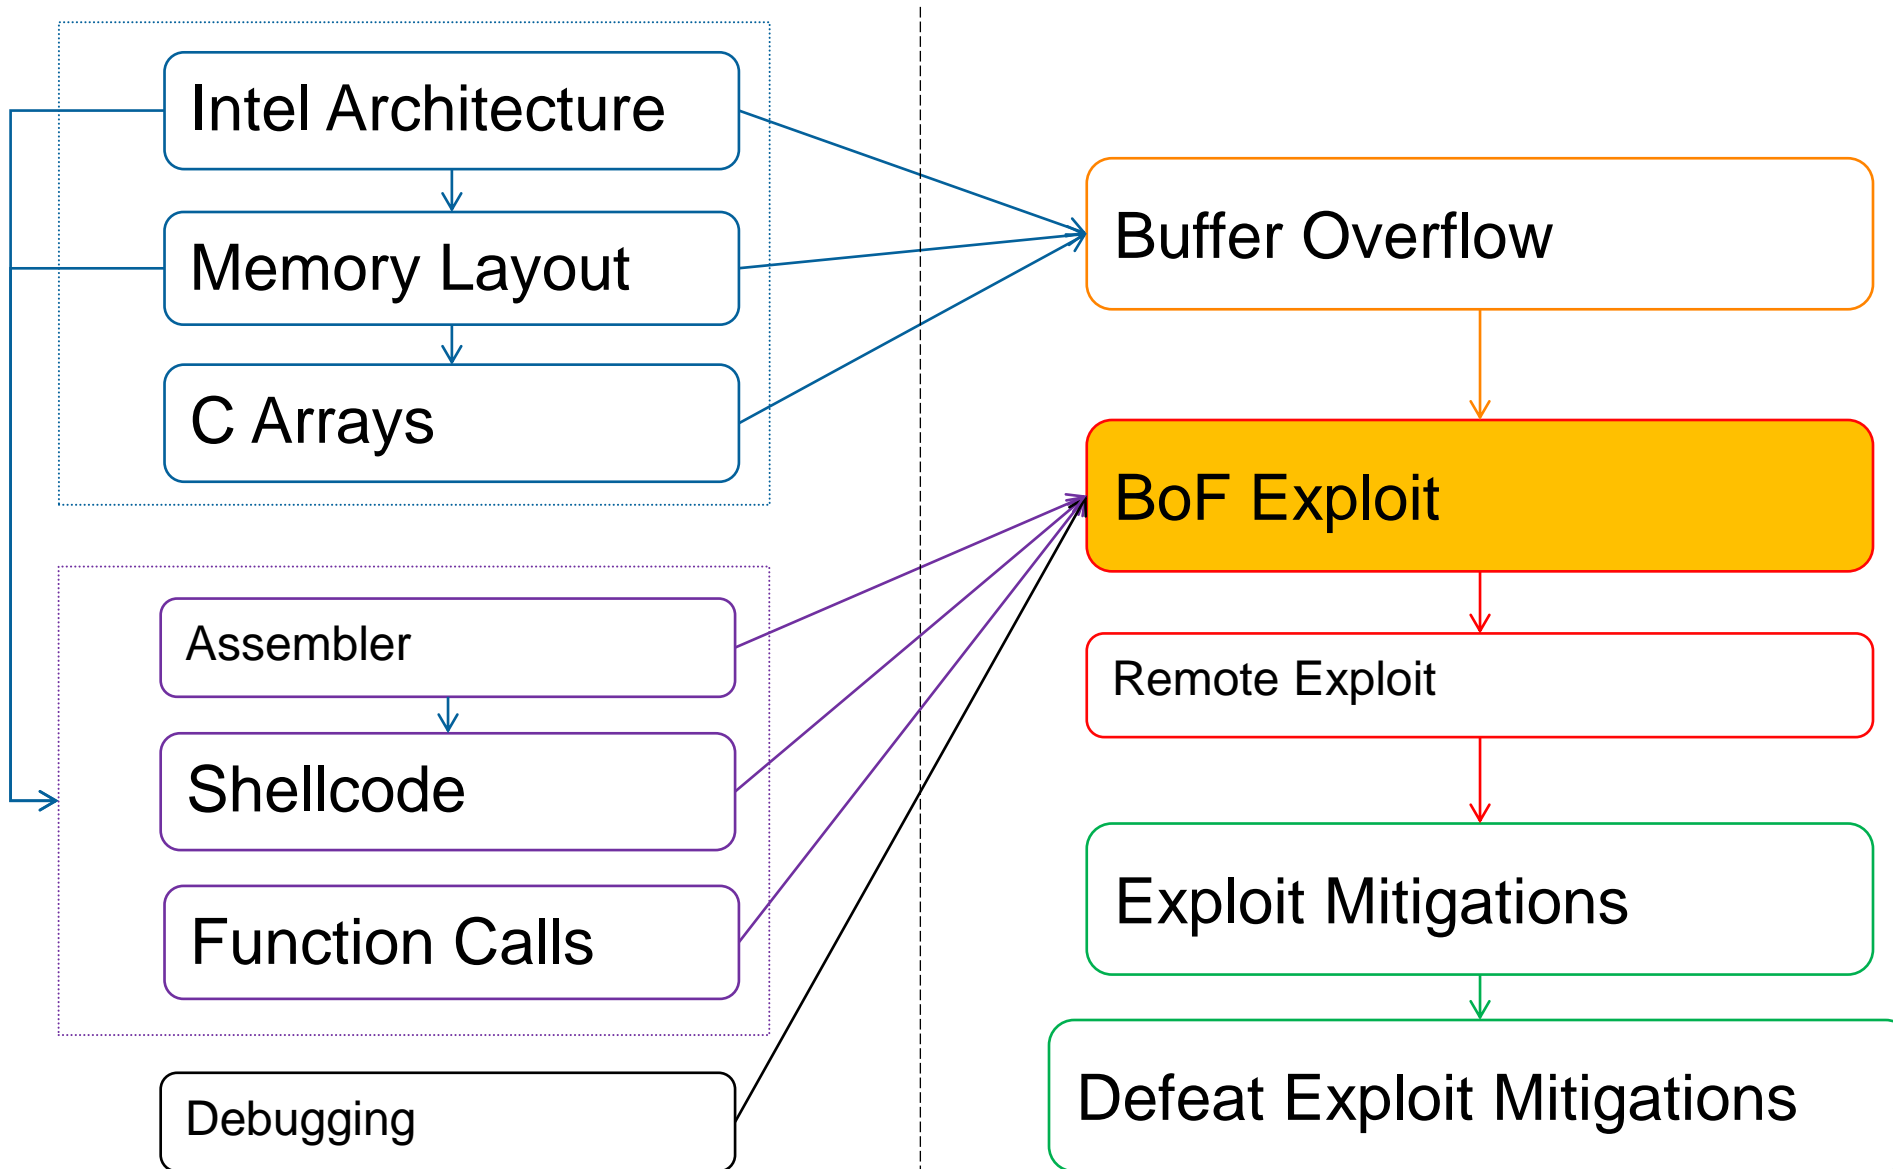 Intel Architecture
Memory Layout
C Arrays
Assembler
Shellcode
Function Calls
Debugging
Buffer Overflow
BoF Exploit
Remote Exploit
Exploit Mitigations
Defeat Exploit Mitigations